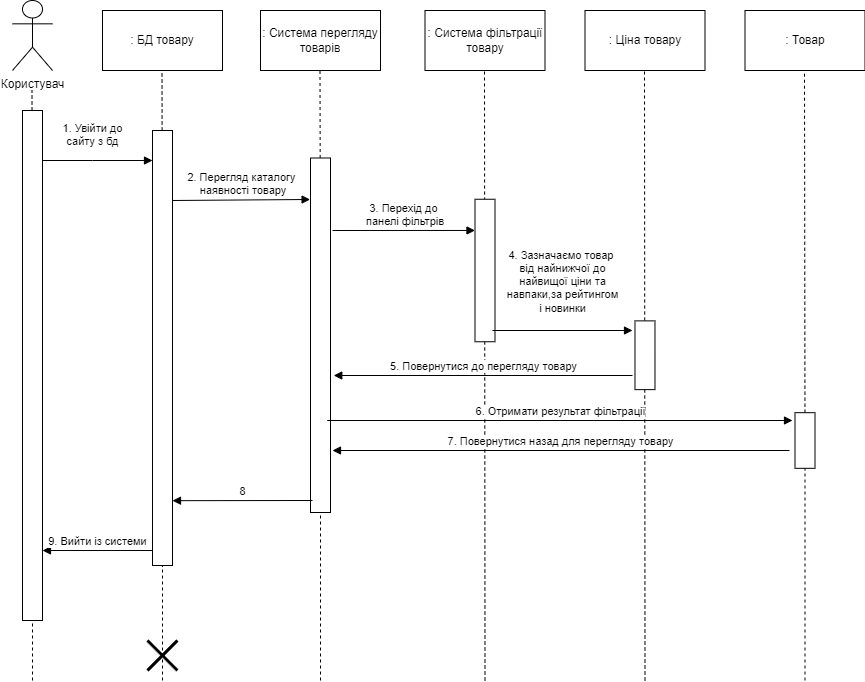 Користувач
: БД товару
: Система перегляду
товарів
: Система фільтрації
товару
: Ціна товару
: Товар
1. Увійти до
сайту з бд
2. Перегляд каталогу
наявності товару
3. Перехід до
панелі фільтрів
4. Зазначаємо товар
від найнижчої до
найвищої ціни та
навпаки,за рейтингом
і новинки
5. Повернутися до перегляду товару
6. Отримати результат фільтрації
7. Повернутися назад для перегляду товару
8
9. Вийти із системи